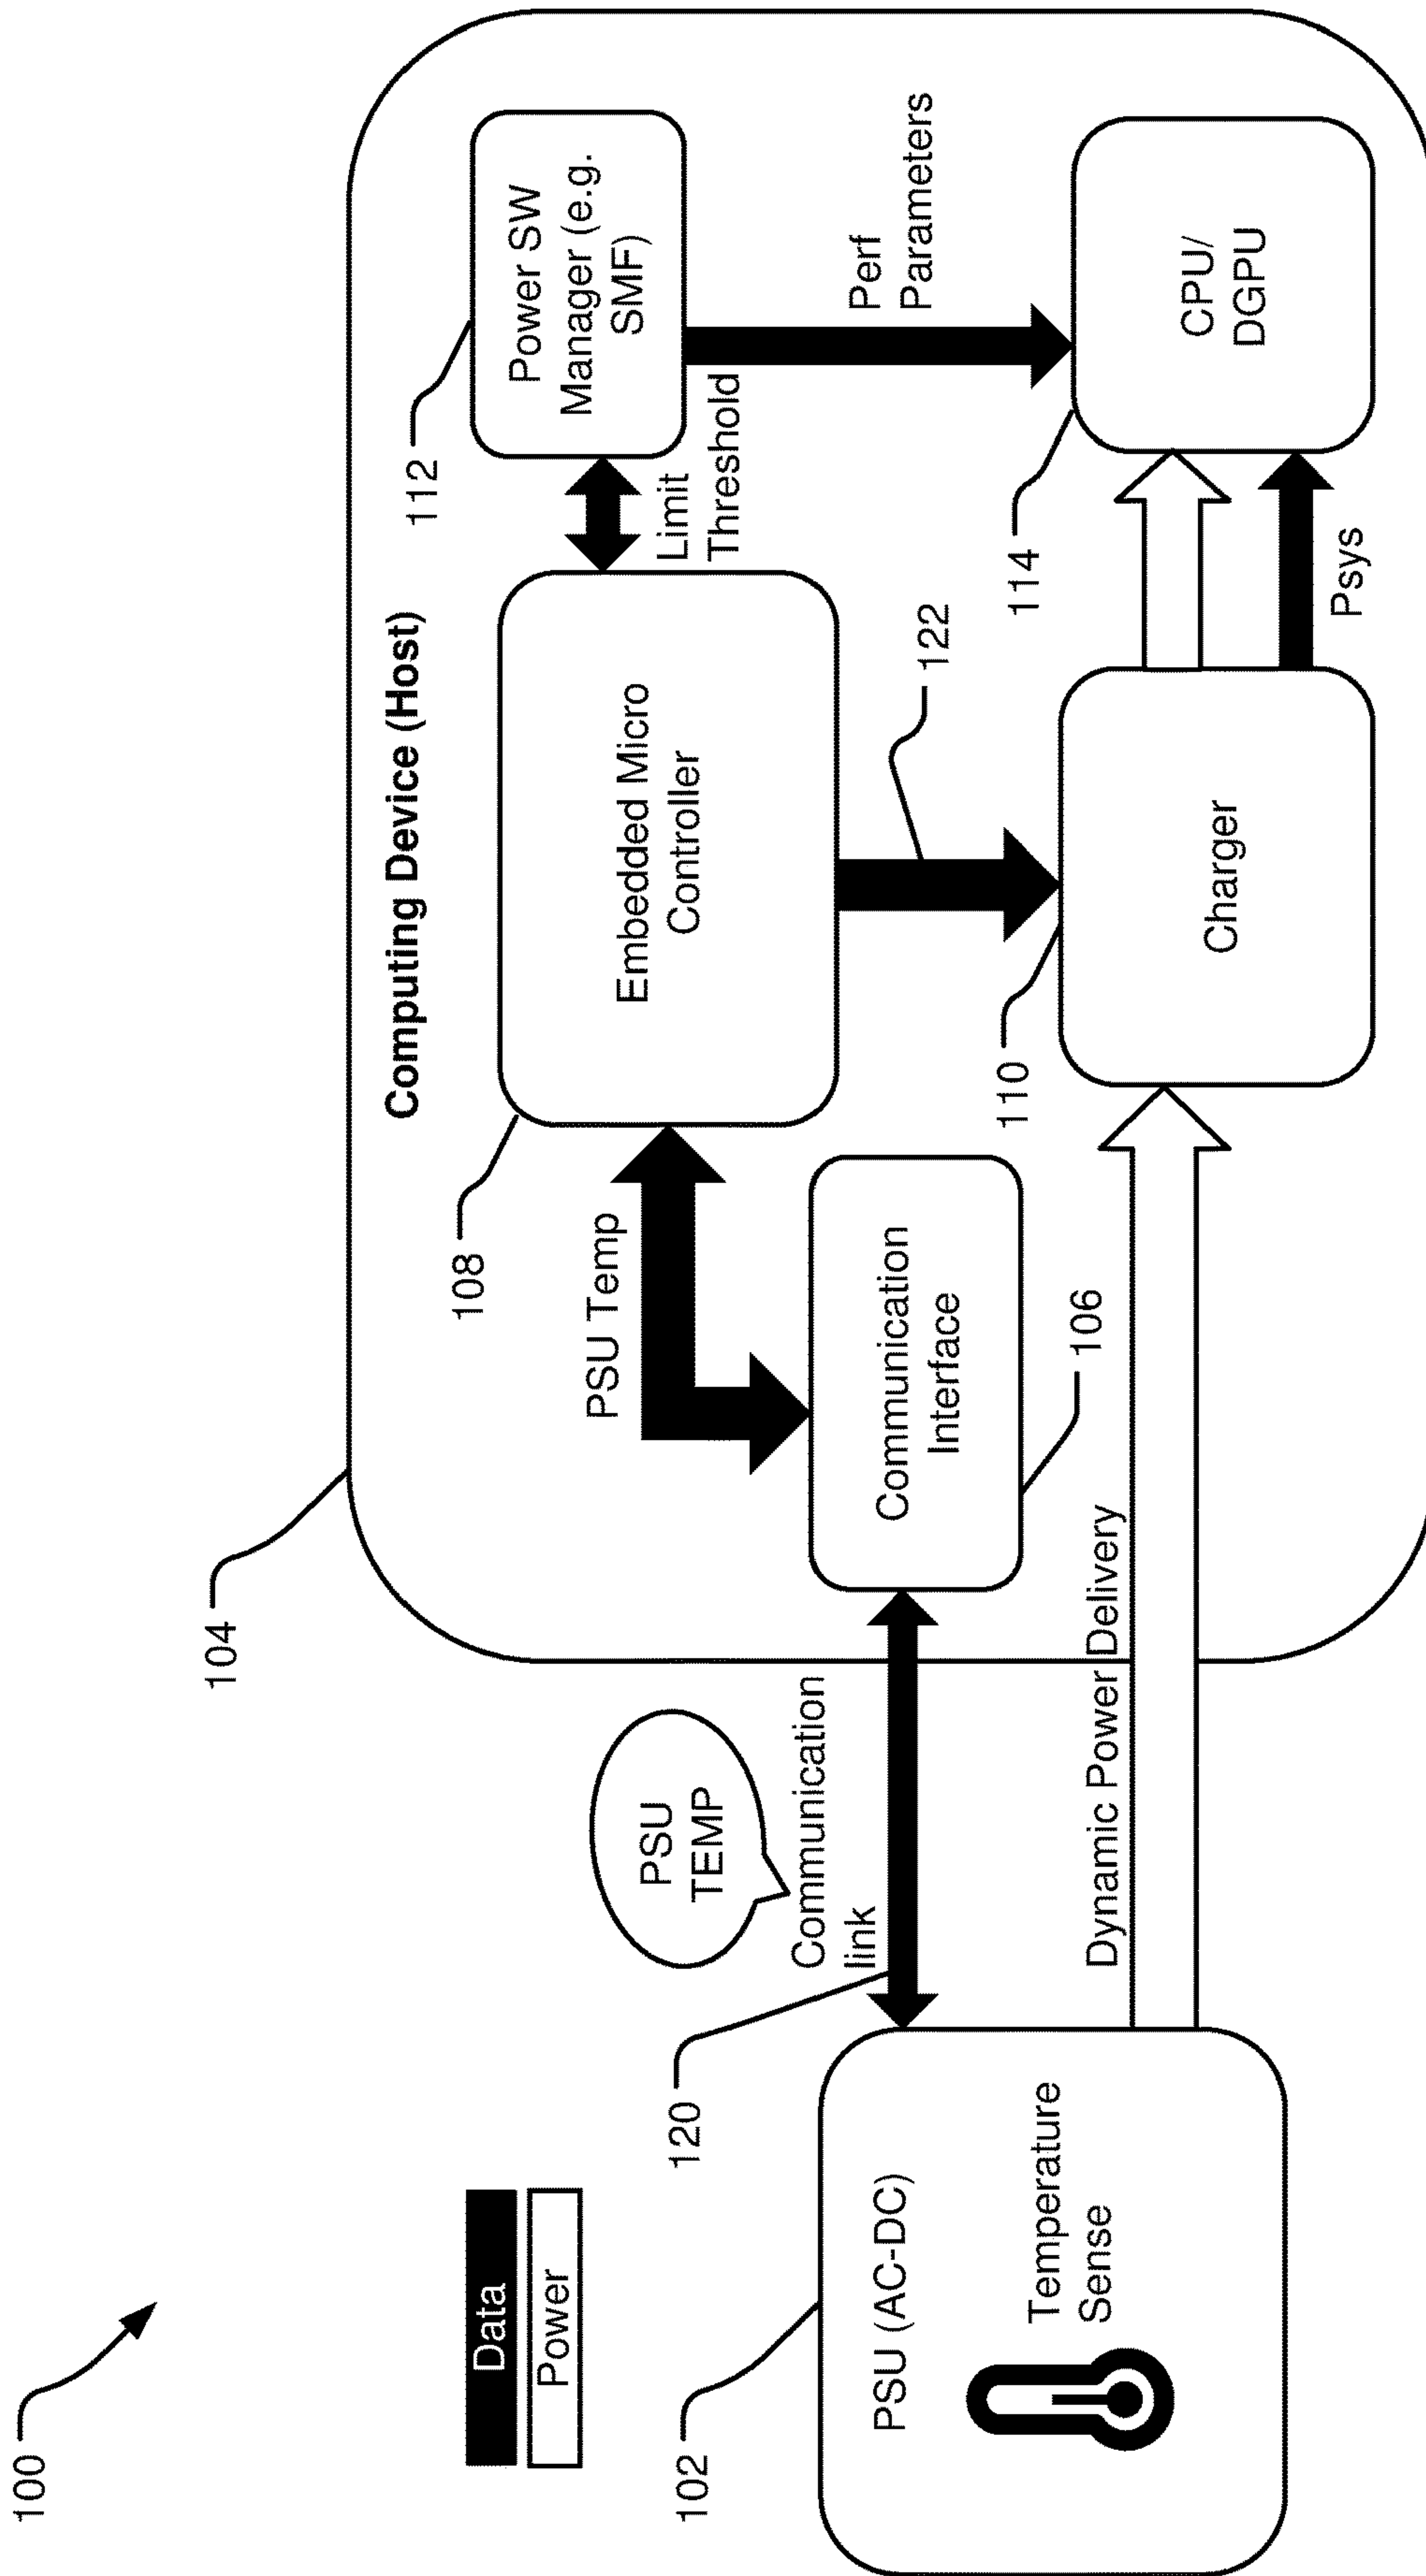 100
Data
Power
102
PSU (AC-DC)
Temperature
Sense
120
PSU
TEMP
Communication
link
Dynamic Power Delivery
104
Computing Device (Host)
PSU Temp
108
Embedded Micro
Controller
Communication
Interface
106
112
Power SW
Manager (e.g.
SMF)
Limit
Threshold
122
110
Charger
Perf
Parameters
114
CPU/
DGPU
Psys